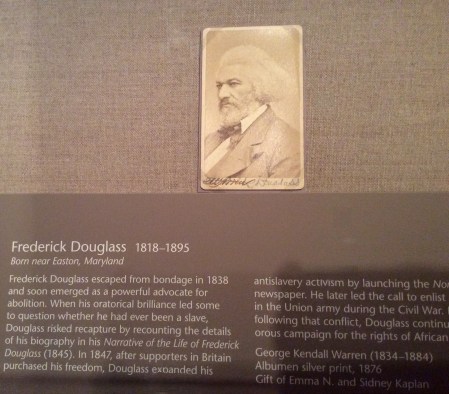 Frederick Douglass 1818–1895
Born near Easton, Maryland
Frederick Douglass escaped from bondage in 1838
and soon emerged as a powerful advocate for
abolition. When his oratorical brilliance led some
to question whether he had ever been a slave,
Douglass risked recapture by recounting the details
of his biography in his Narrative of the Life of Frederick
Douglass (1845). In 1847, after supporters in Britain
purchased his freedom, Douglass expanded his
antislavery activism by launching the
newspaper. He later led the call to enlist
in the Union army during the Civil War.
following that conflict, Douglass
campaign for the rights of African
George Kendall Warren (1834–1884)
Albumen silver print, 1876
Gift of Emma N. and Sidney Kaplan